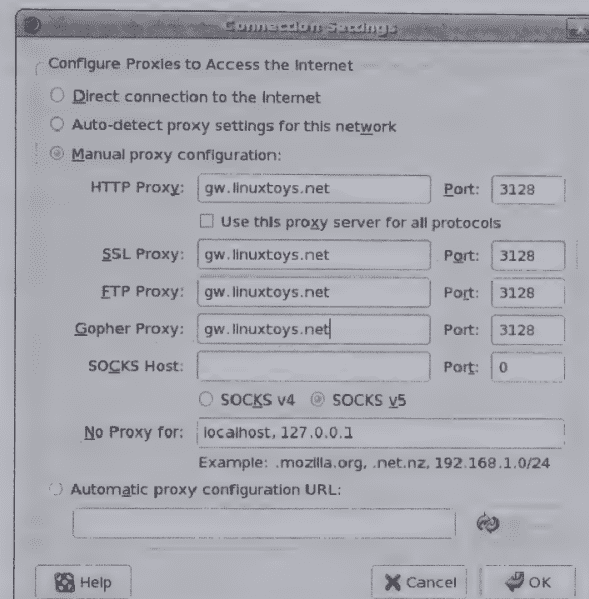 Connection Settings
Configure Proxies to Access the Internet
Direct connection to the Internet
Auto-detect proxy settings for this network
Manual proxy configuration:
HTTP Proxy: gw.linuxtoys.net Port: 3128
Use this proxy server for all protocols
SSL Proxy: gw.linuxtoys.net Port: 3128
FTP Proxy: gw.linuxtoys.net Port: 3128
Gopher Proxy: gw.linuxtoys.net Port: 3128
SOCKS Host: Port: 0
SOCKS v4 SOCKS v5
No Proxy for: localhost, 127.0.0.1
Example: .mozilla.org, .net.nz, 192.168.1.0/24
Automatic proxy configuration URL:
Help Cancel OK